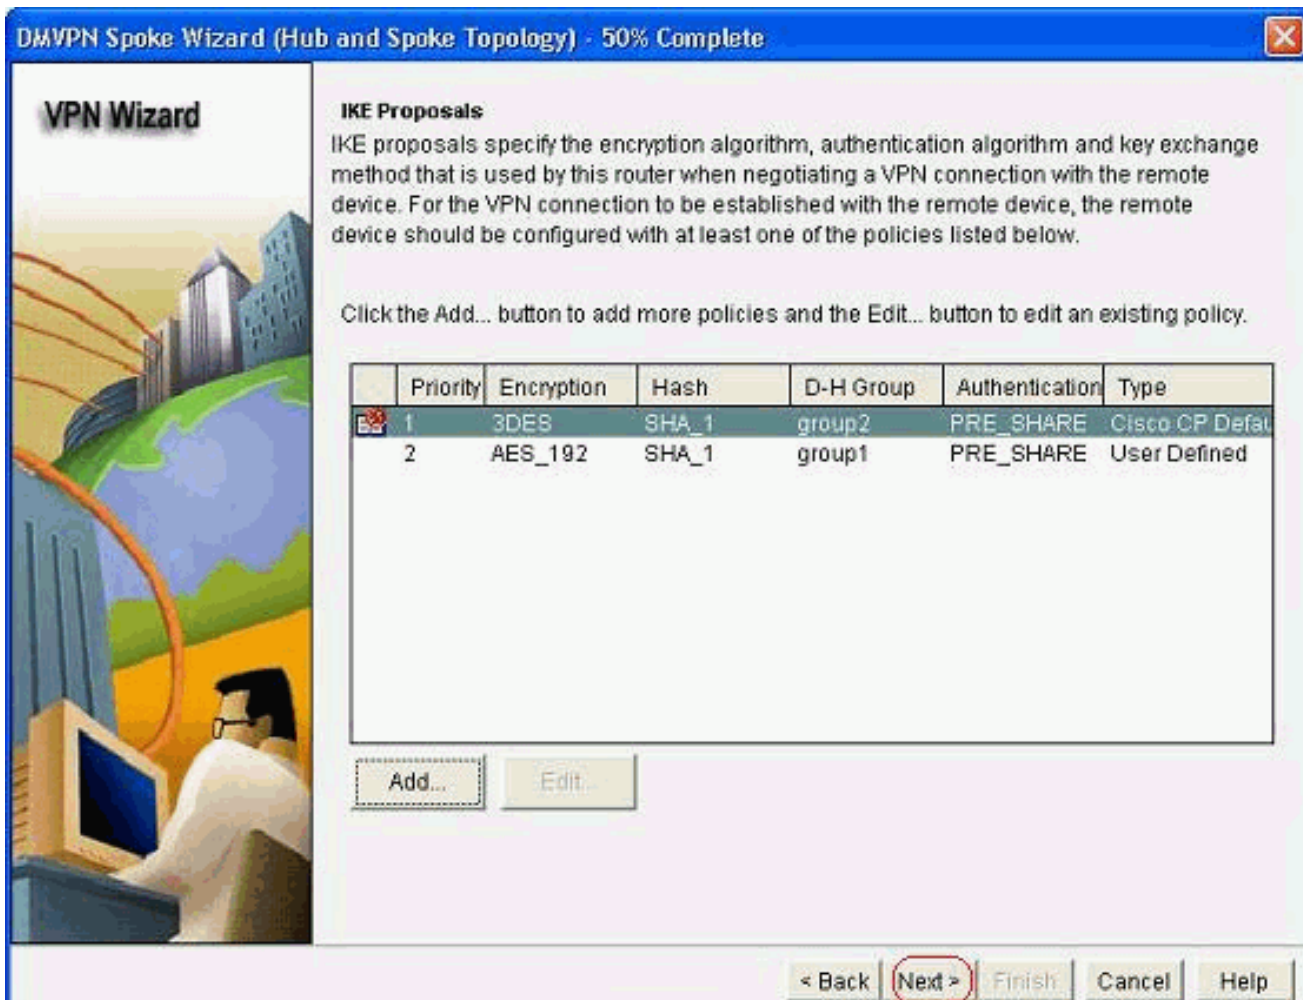 DMVPN Spoke Wizard (Hub and Spoke Topology) - 50% Complete
VPN Wizard
IKE Proposals
IKE proposals specify the encryption algorithm, authentication algorithm and key exchange
method that is used by this router when negotiating a VPN connection with the remote
device. For the VPN connection to be established with the remote device, the remote
device should be configured with at least one of the policies listed below.
Click the Add... button to add more policies and the Edit... button to edit an existing policy.
Priority Encryption Hash D-H Group Authentication Type
1 3DES SHA_1 group2 PRE_SHARE Cisco CP Defau
2 AES_192 SHA_1 group1 PRE_SHARE User Defined
Add... Edit...
< Back Next > Finish Cancel Help